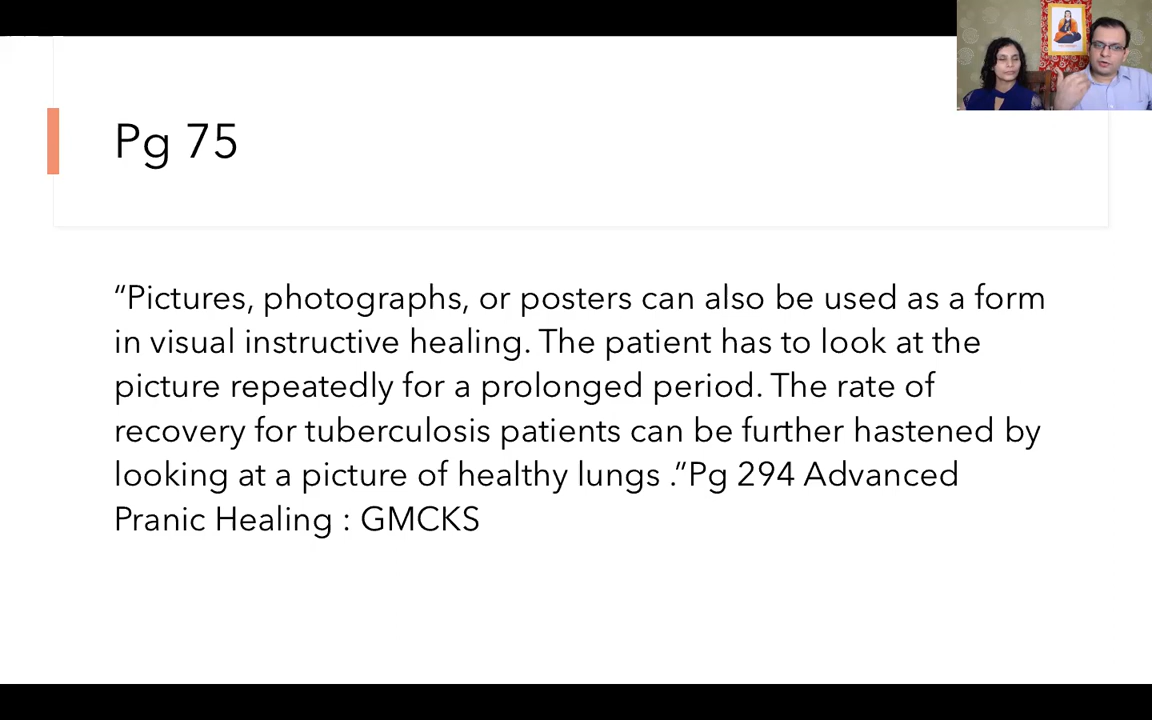 Pg 75
“Pictures, photographs, or posters can also be used as a form
in visual instructive healing. The patient has to look at the
picture repeatedly for a prolonged period. The rate of
recovery for tuberculosis patients can be further hastened by
looking at a picture of healthy lungs .”Pg 294 Advanced
Pranic Healing : GMCKS